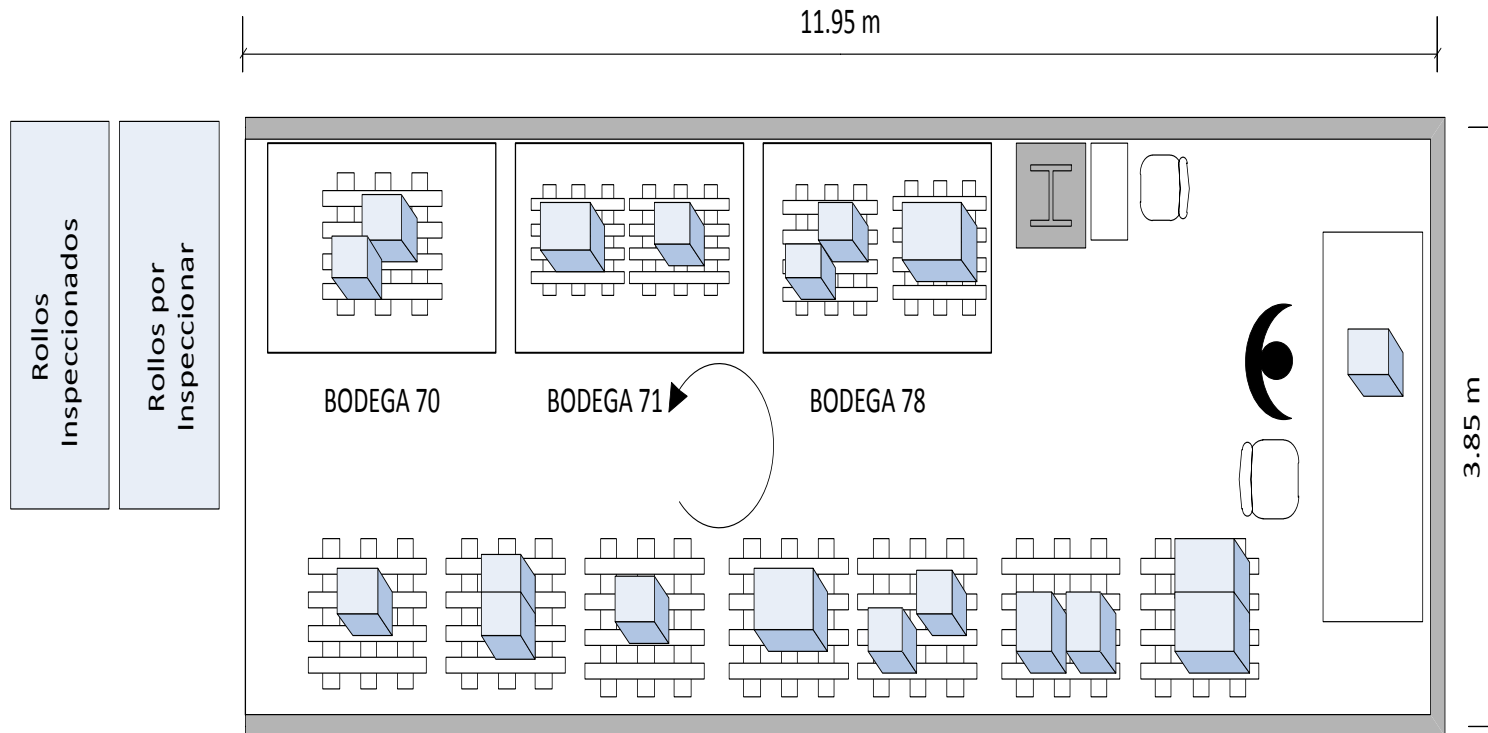 11.95 m
Rollos
Inspeccionados
Rollos por
Inspeccionar
BODEGA 70
BODEGA 71
BODEGA 78
3.85 m